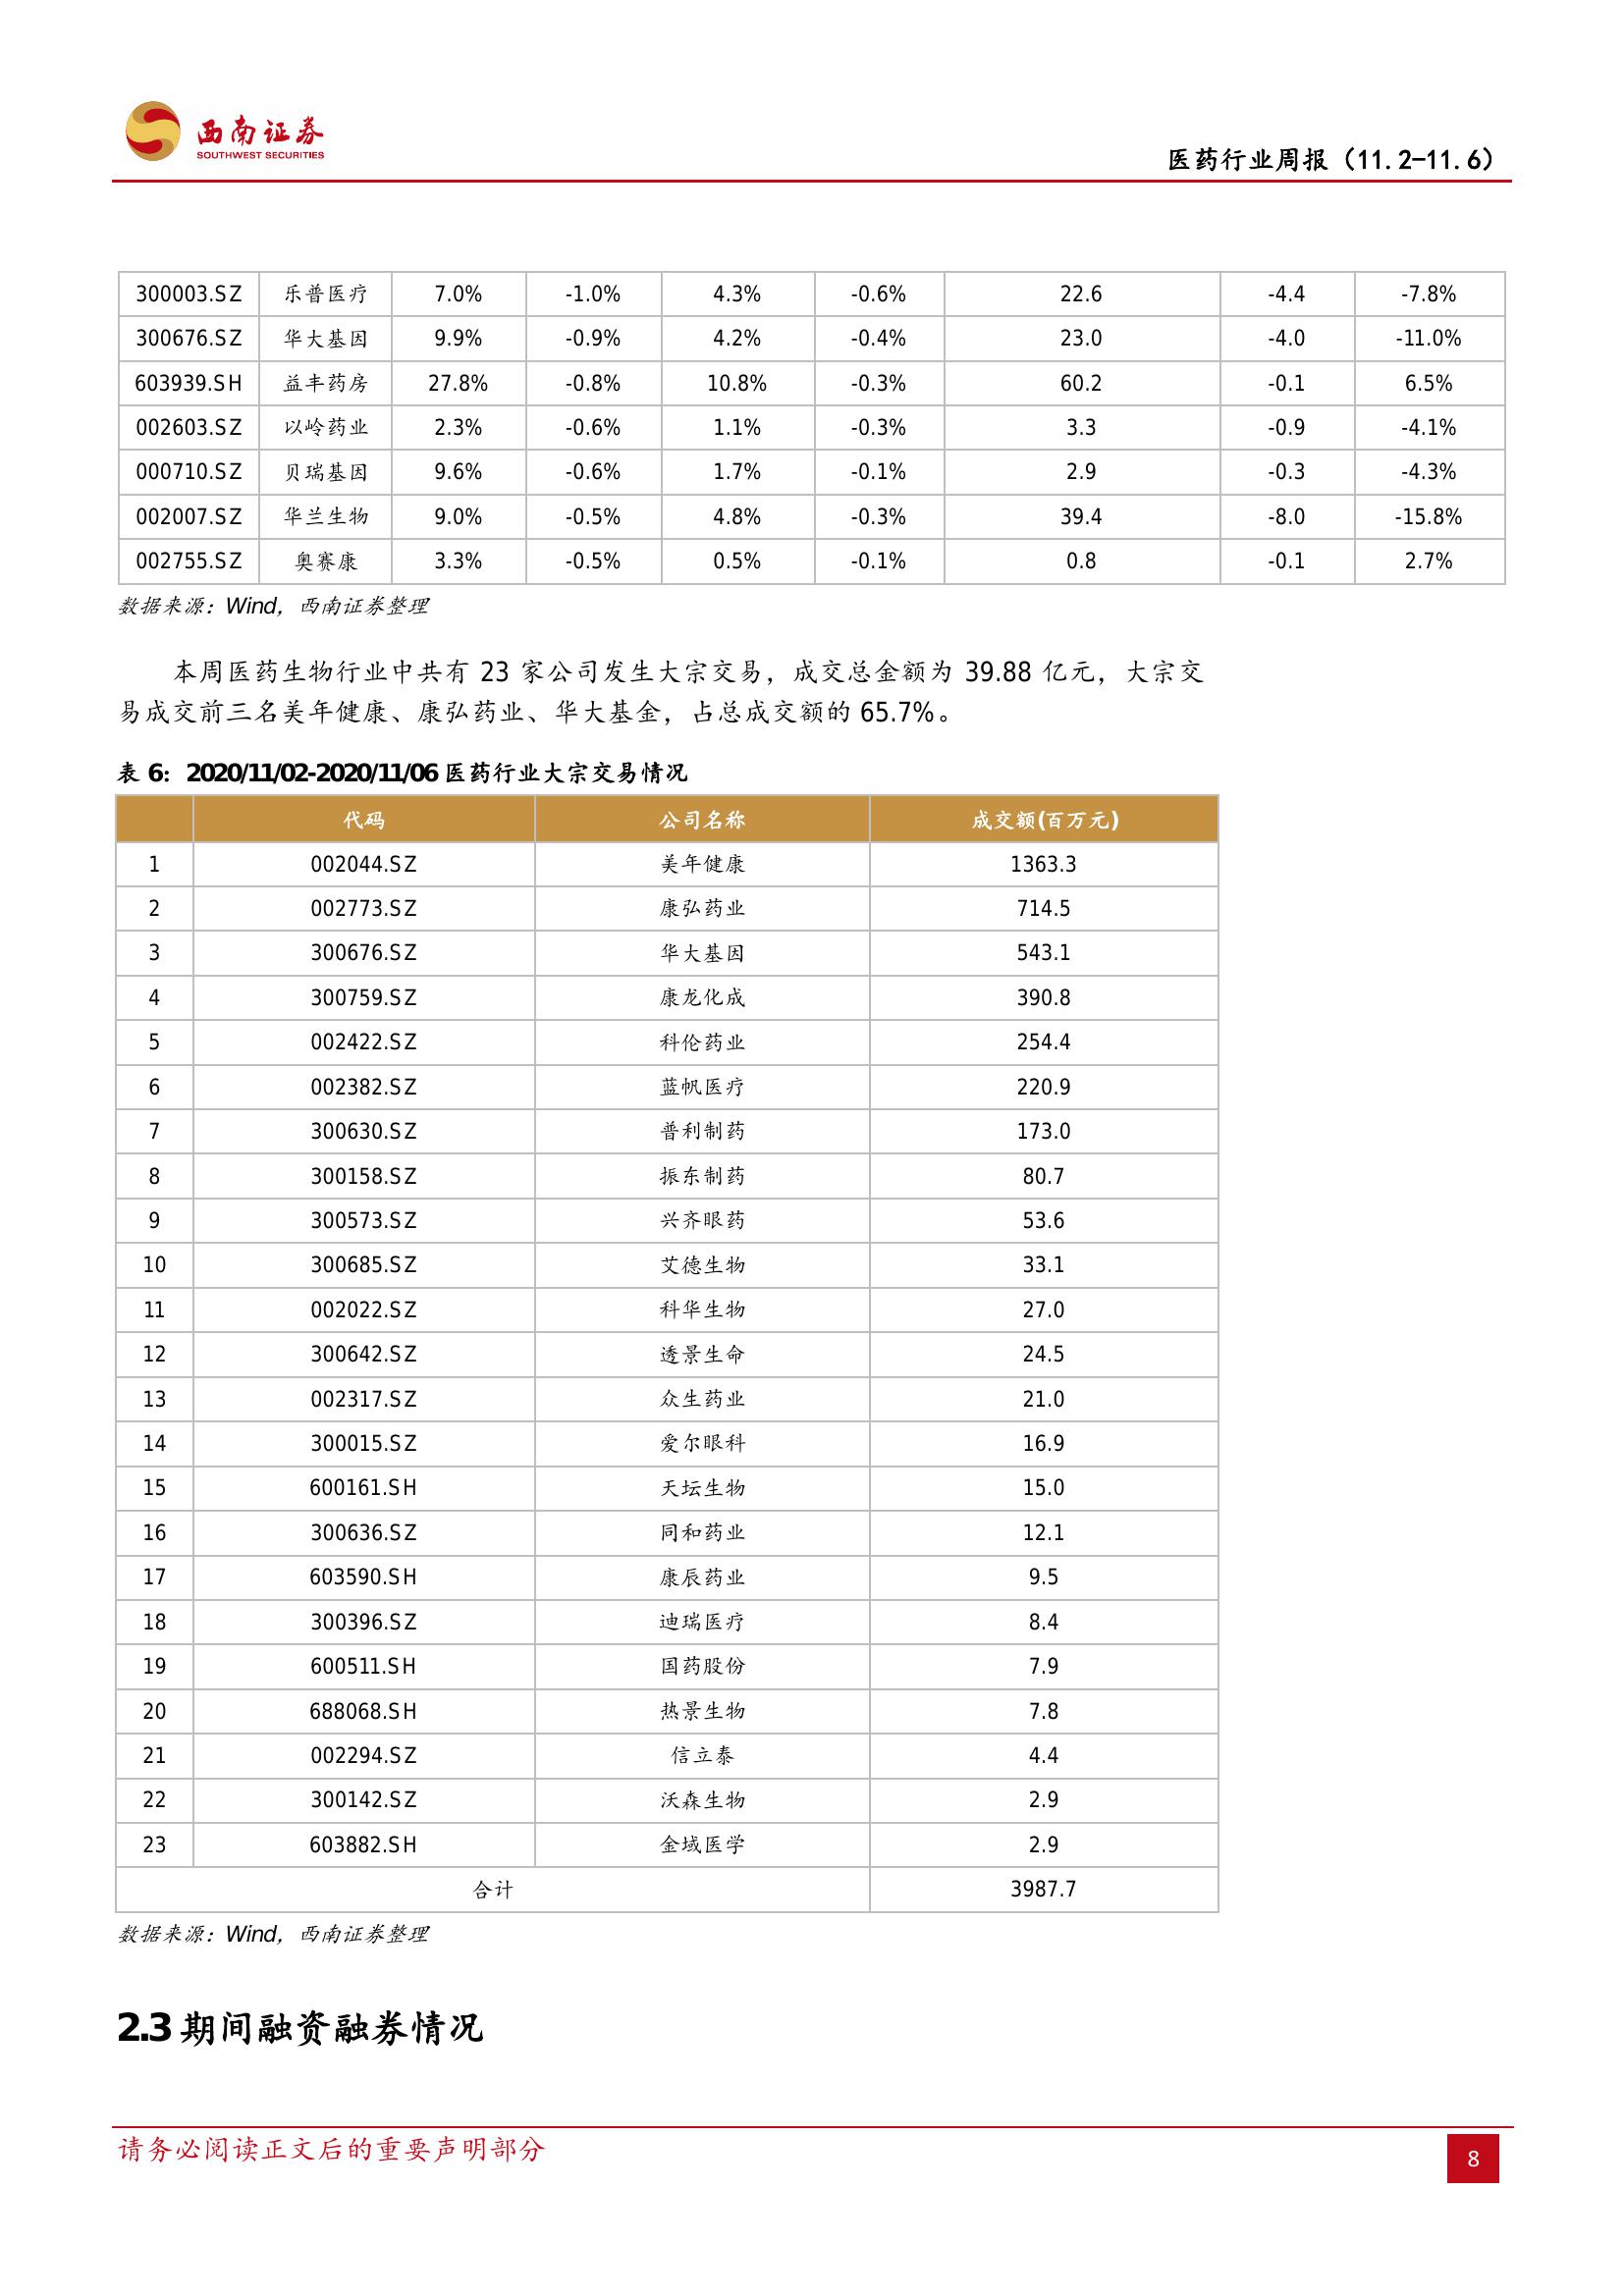 西南证券
SOUTHWEST SECURITIES
医药行业周报（11.2-11.6）
300003.SZ 乐普医疗 7.0% -1.0% 4.3% -0.6% 22.6 -4.4 -7.8%
300676.SZ 华大基因 9.9% -0.9% 4.2% -0.4% 23.0 -4.0 -11.0%
603939.SH 益丰药房 27.8% -0.8% 10.8% -0.3% 60.2 -0.1 6.5%
002603.SZ 以岭药业 2.3% -0.6% 1.1% -0.3% 3.3 -0.9 -4.1%
000710.SZ 贝瑞基因 9.6% -0.6% 1.7% -0.1% 2.9 -0.3 -4.3%
002007.SZ 华兰生物 9.0% -0.5% 4.8% -0.3% 39.4 -8.0 -15.8%
002755.SZ 奥赛康 3.3% -0.5% 0.5% -0.1% 0.8 -0.1 2.7%
数据来源：Wind，西南证券整理
本周医药生物行业中共有 23 家公司发生大宗交易，成交总金额为 39.88 亿元，大宗交
易成交前三名美年健康、康弘药业、华大基金，占总成交额的 65.7%。
表 6：2020/11/02-2020/11/06 医药行业大宗交易情况
代码 公司名称 成交额(百万元)
1 002044.SZ 美年健康 1363.3
2 002773.SZ 康弘药业 714.5
3 300676.SZ 华大基因 543.1
4 300759.SZ 康龙化成 390.8
5 002422.SZ 科伦药业 254.4
6 002382.SZ 蓝帆医疗 220.9
7 300630.SZ 普利制药 173.0
8 300158.SZ 振东制药 80.7
9 300573.SZ 兴齐眼药 53.6
10 300685.SZ 艾德生物 33.1
11 002022.SZ 科华生物 27.0
12 300642.SZ 透景生命 24.5
13 002317.SZ 众生药业 21.0
14 300015.SZ 爱尔眼科 16.9
15 600161.SH 天坛生物 15.0
16 300636.SZ 同和药业 12.1
17 603590.SH 康辰药业 9.5
18 300396.SZ 迪瑞医疗 8.4
19 600511.SH 国药股份 7.9
20 688068.SH 热景生物 7.8
21 002294.SZ 信立泰 4.4
22 300142.SZ 沃森生物 2.9
23 603882.SH 金域医学 2.9
合计 3987.7
数据来源：Wind，西南证券整理
2.3 期间融资融券情况
请务必阅读正文后的重要声明部分
8